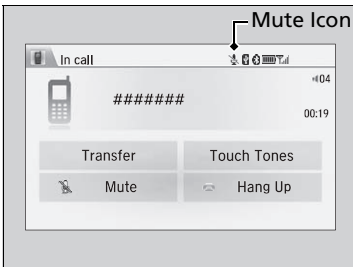 Mute Icon
In call
04
#######
00:19
Transfer
Touch Tones
Mute
Hang Up